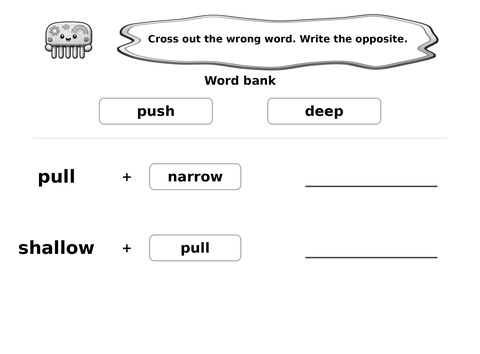 Cross out the wrong word. Write the opposite.
Word bank
push deep
pull + narrow
shallow + pull